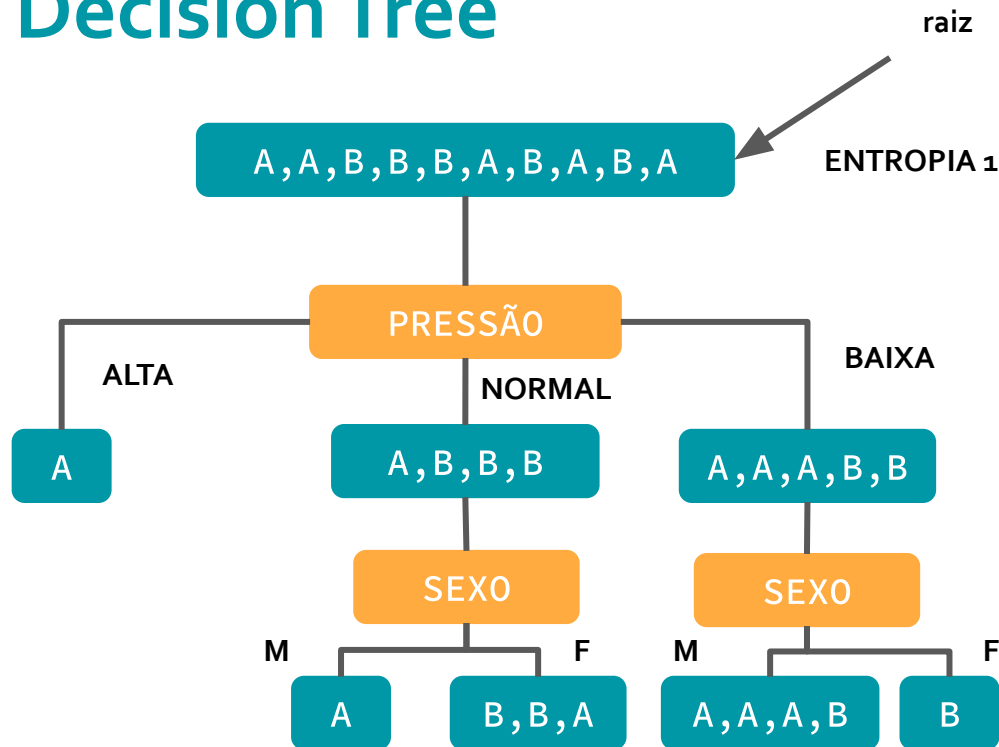 Decision Tree
raiz
A,A,B,B,B,A,B,A,B,A
ENTROPIA 1
PRESSÃO
ALTA
NORMAL
BAIXA
A
A,B,B,B
A,A,A,B,B
SEXO
SEXO
M
F
M
F
A
B,B,A
A,A,A,B
B